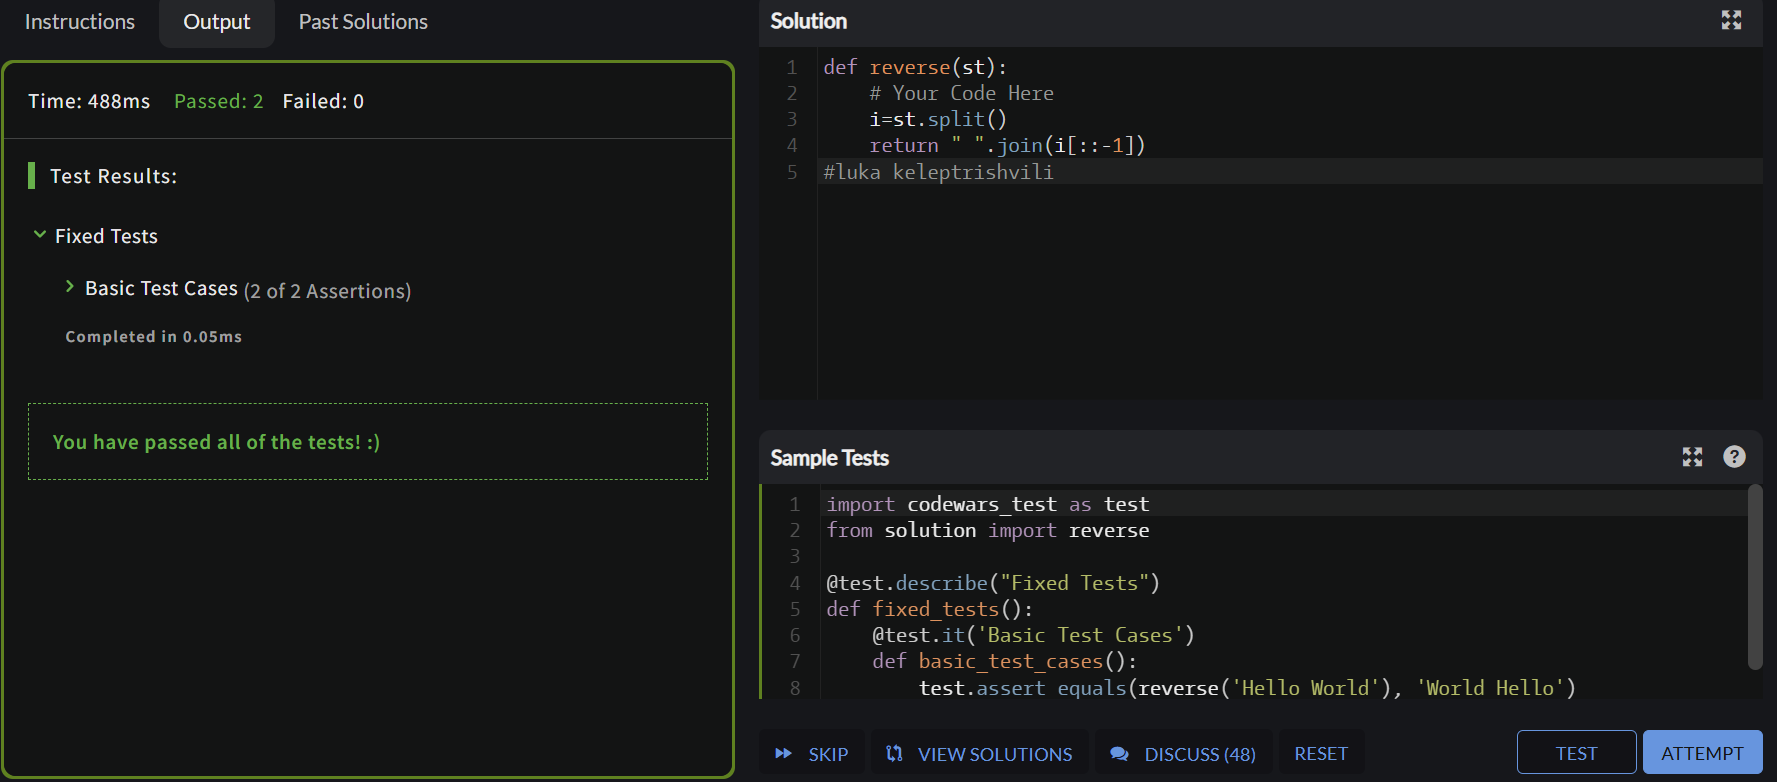 Instructions
Output
Past Solutions
Time: 488ms Passed: 2 Failed: 0
Test Results:
Fixed Tests
Basic Test Cases (2 of 2 Assertions)
Completed in 0.05ms
You have passed all of the tests! :)
Solution
1 def reverse(st):
2     # Your Code Here
3     i=st.split()
4     return " ".join(i[::-1])
5 #luka keleptrishvili
Sample Tests
?
1 import codewars_test as test
2 from solution import reverse
3
4 @test.describe("Fixed Tests")
5 def fixed_tests():
6     @test.it('Basic Test Cases')
7     def basic_test_cases():
8         test.assert_equals(reverse('Hello World'), 'World Hello')
SKIP
VIEW SOLUTIONS
DISCUSS (48)
RESET
TEST
ATTEMPT